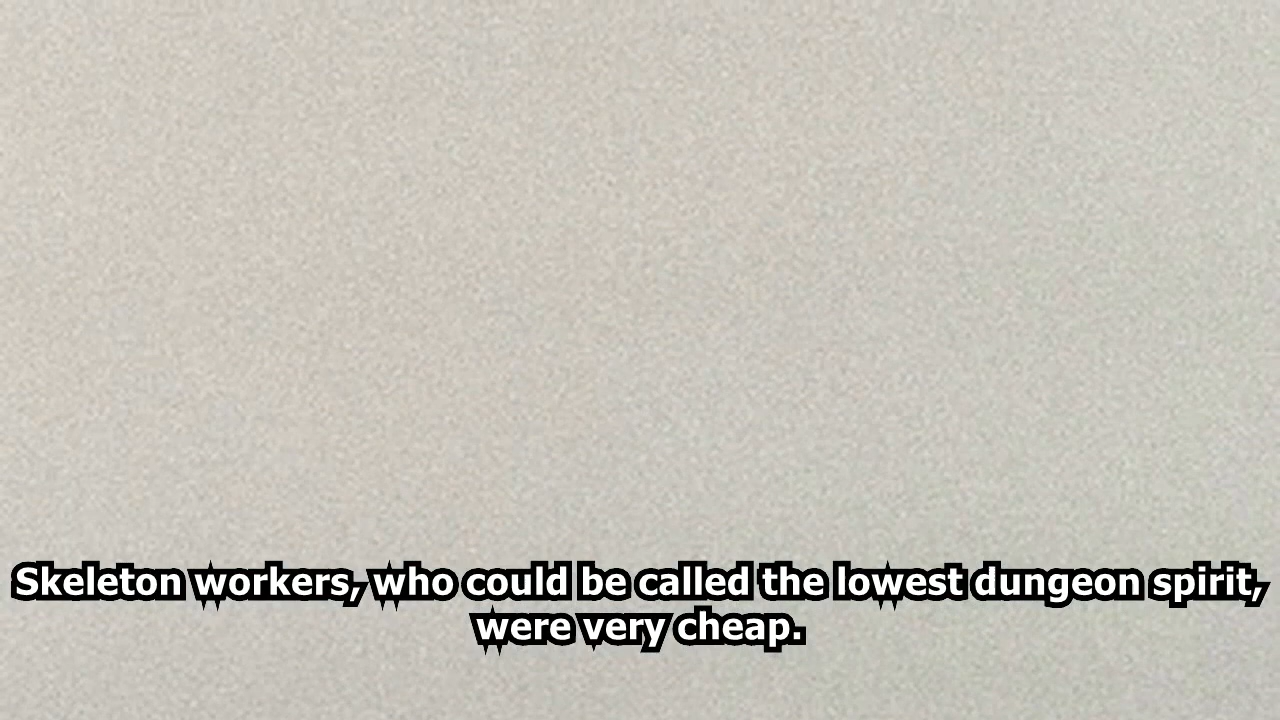 Skeleton workers, who could be called the lowest dungeon spirit,
were very cheap.